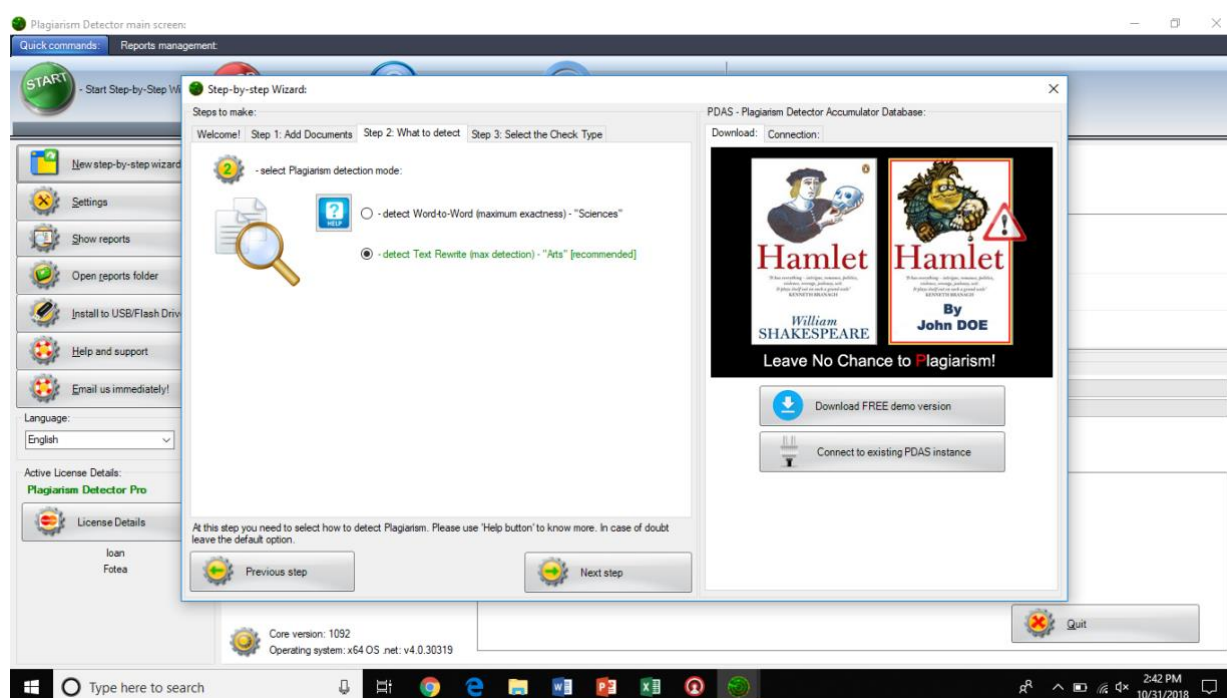 Plagiarism Detector main screen:
Quick commands: Reports management:
START
- Start Step-by-Step Wi
New step-by-step wizard
Settings
Show reports
Open reports folder
Install to USB/Flash Driv
Help and support
Email us immediately!
Language:
English
Active License Details:
Plagiarism Detector Pro
License Details
Ioan
Fotea
Step-by-step Wizard:
Steps to make:
Welcome! Step 1: Add Documents Step 2: What to detect Step 3: Select the Check Type
2
- select Plagiarism detection mode:
?
HELP
- detect Word-to-Word (maximum exactness) - "Sciences"
- detect Text Rewrite (max detection) - "Arts" [recommended]
At this step you need to select how to detect Plagiarism. Please use 'Help button' to know more. In case of doubt
leave the default option.
Previous step
Next step
PDAS - Plagiarism Detector Accumulator Database:
Download: Connection:
Hamlet
William
SHAKESPEARE
Hamlet
By
John DOE
Leave No Chance to Plagiarism!
Download FREE demo version
Connect to existing PDAS instance
Core version: 1092
Operating system: x64 OS .net: v4.0.30319
Quit
Type here to search
2:42 PM
10/31/2018